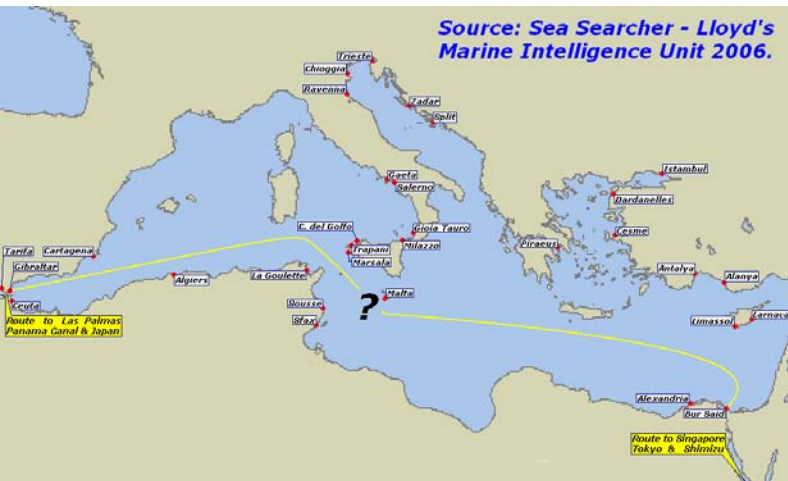 Source: Sea Searcher - Lloyd's
Marine Intelligence Unit 2006.
Trieste
Chioggia
Ravenna
Zadar
Split
Istambul
Gaeta
Salerno
Dardanelles
C. del Golfo
Gioia Tauro
Cesme
Tarifa
Cartagena
Trapani
Milazzo
Piraeus
Marsala
Gibraltar
La Goulette
Antalya
Algiers
Alanya
Malta
?
Ceuta
Sousse
Larnaca
Route to Las Palmas
Panama Canal & Japan
Sfax
Limassol
Alexandria
Bur Said
Route to Singapore
Tokyo & Shimizu